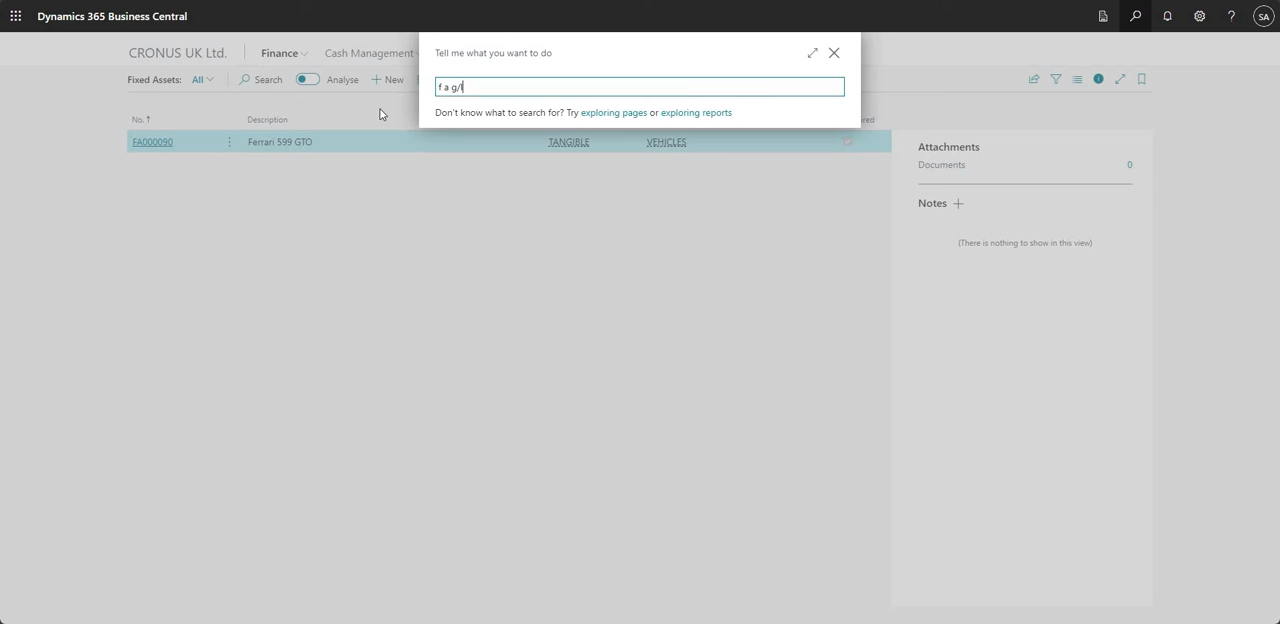 Dynamics 365 Business Central
SA
CRONUS UK Ltd.
Finance
Cash Management
Tell me what you want to do
Fixed Assets: All
Search
Analyse
New
f a g/l
Don't know what to search for? Try exploring pages or exploring reports
No. ↑
Description
FA000090
Ferrari 599 GTO
TANGIBLE
VEHICLES
Attachments
Documents 0
Notes
(There is nothing to show in this view)